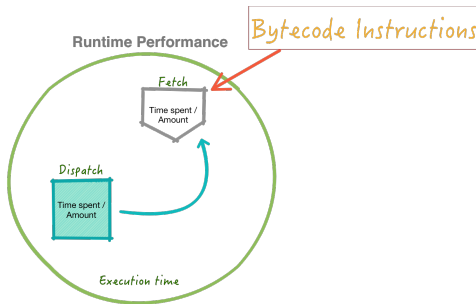 Bytecode Instructions
Runtime Performance
Fetch
Time spent /
Amount
Dispatch
Time spent /
Amount
Execution time